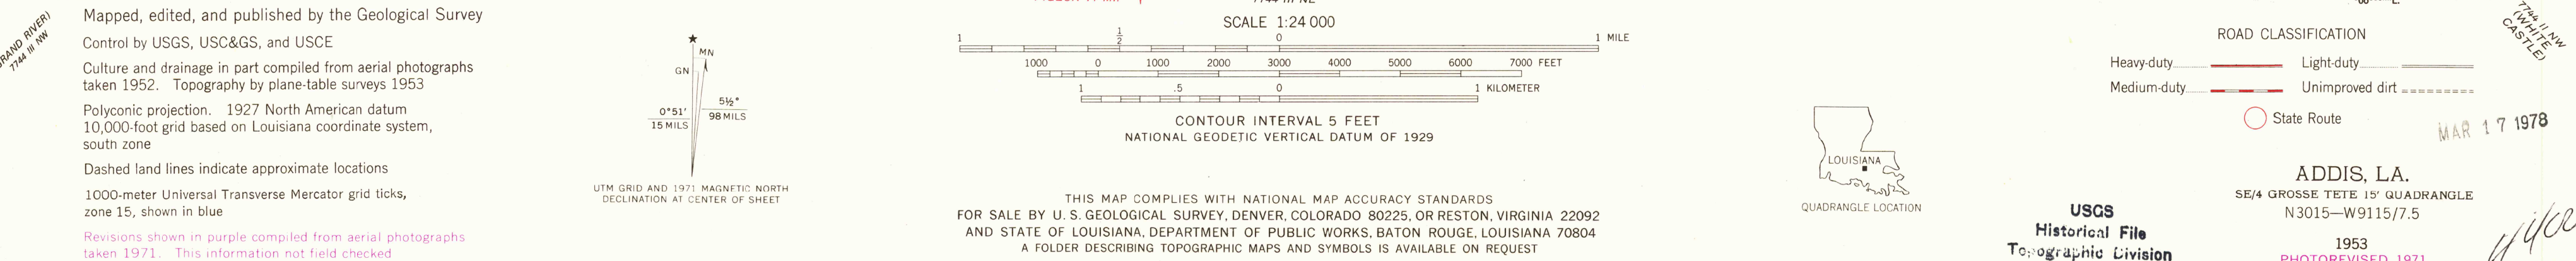 Mapped, edited, and published by the Geological Survey
Control by USGS, USC&GS, and USCE
Culture and drainage in part compiled from aerial photographs
taken 1952. Topography by plane-table surveys 1953
Polyconic projection. 1927 North American datum
10,000-foot grid based on Louisiana coordinate system,
south zone
Dashed land lines indicate approximate locations
1000-meter Universal Transverse Mercator grid ticks,
zone 15, shown in blue
Revisions shown in purple compiled from aerial photographs
taken 1971. This information not field checked
7744 III NW
MN
GN
0°51'
15 MILS
5½°
98 MILS
UTM GRID AND 1971 MAGNETIC NORTH
DECLINATION AT CENTER OF SHEET
SCALE 1:24 000
1 ½ 0 1 MILE
1000 0 1000 2000 3000 4000 5000 6000 7000 FEET
1 .5 0 1 KILOMETER
CONTOUR INTERVAL 5 FEET
NATIONAL GEODETIC VERTICAL DATUM OF 1929
THIS MAP COMPLIES WITH NATIONAL MAP ACCURACY STANDARDS
FOR SALE BY U. S. GEOLOGICAL SURVEY, DENVER, COLORADO 80225, OR RESTON, VIRGINIA 22092
AND STATE OF LOUISIANA, DEPARTMENT OF PUBLIC WORKS, BATON ROUGE, LOUISIANA 70804
A FOLDER DESCRIBING TOPOGRAPHIC MAPS AND SYMBOLS IS AVAILABLE ON REQUEST
LOUISIANA
QUADRANGLE LOCATION
ROAD CLASSIFICATION
Heavy-duty Light-duty
Medium-duty Unimproved dirt
State Route
7744 II NW
(WHITE
CASTLE)
MAR 17 1978
USGS
Historical File
Topographic Division
ADDIS, LA.
SE/4 GROSSE TETE 15' QUADRANGLE
N3015—W9115/7.5
1953
PHOTOREVISED 1971